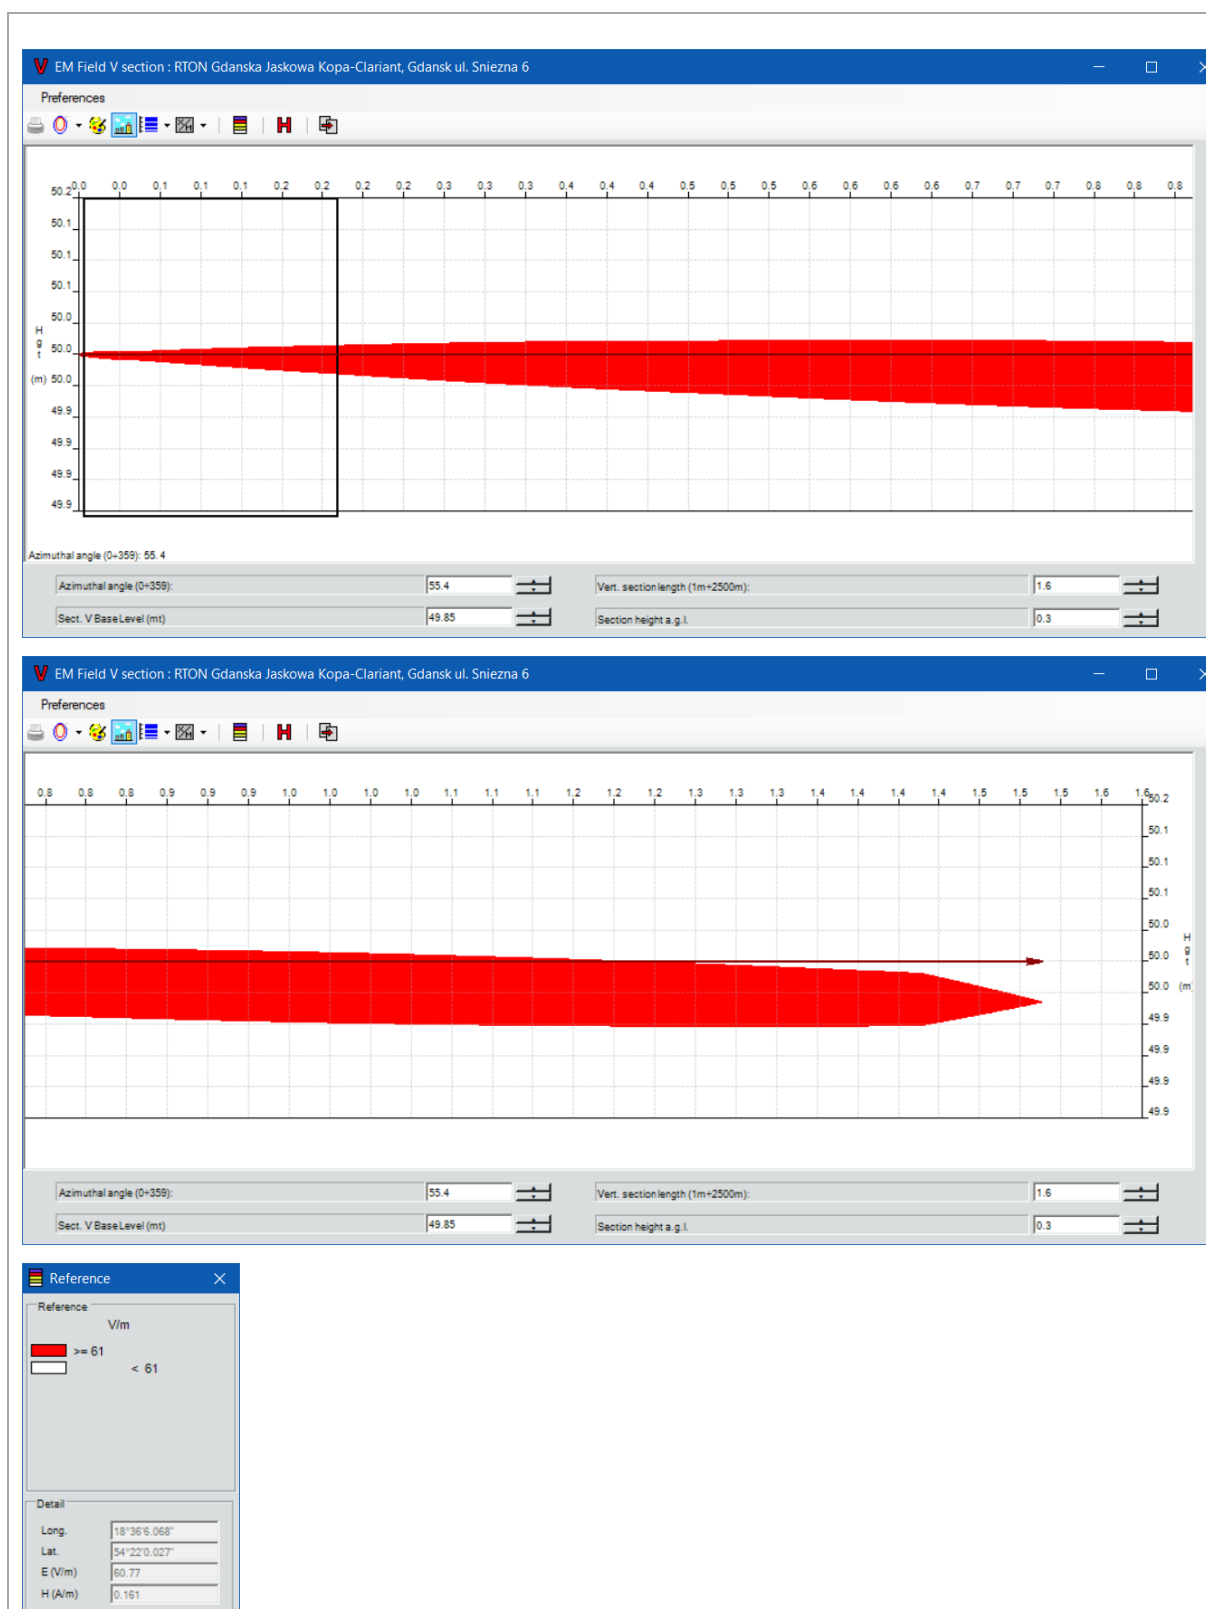 EM Field V section : RTON Gdanska Jaskowa Kopa-Clariant, Gdansk ul. Sniezna 6
Preferences
0.0 0.0 0.1 0.1 0.1 0.2 0.2 0.2 0.2 0.3 0.3 0.3 0.4 0.4 0.4 0.5 0.5 0.5 0.6 0.6 0.6 0.6 0.7 0.7 0.7 0.8 0.8 0.8
50.2
50.1
50.1
50.1
50.0
50.0
50.0
49.9
49.9
49.9
49.9
Hgt
(m)
Azimuthal angle (0÷359): 55.4
Azimuthal angle (0÷359): 55.4 Vert. section length (1m÷2500m): 1.6
Sect. V Base Level (mt) 49.85 Section height a.g.l. 0.3
EM Field V section : RTON Gdanska Jaskowa Kopa-Clariant, Gdansk ul. Sniezna 6
Preferences
0.8 0.8 0.8 0.9 0.9 0.9 1.0 1.0 1.0 1.0 1.1 1.1 1.1 1.2 1.2 1.2 1.3 1.3 1.3 1.4 1.4 1.4 1.4 1.5 1.5 1.5 1.6 1.6
50.2
50.1
50.1
50.1
50.0
50.0
50.0
49.9
49.9
49.9
49.9
Hgt
(m)
Azimuthal angle (0÷359): 55.4 Vert. section length (1m÷2500m): 1.6
Sect. V Base Level (mt) 49.85 Section height a.g.l. 0.3
Reference
Reference
V/m
>= 61
< 61
Detail
Long. 18°36'6.068"
Lat. 54°22'0.027"
E (V/m) 60.77
H (A/m) 0.161